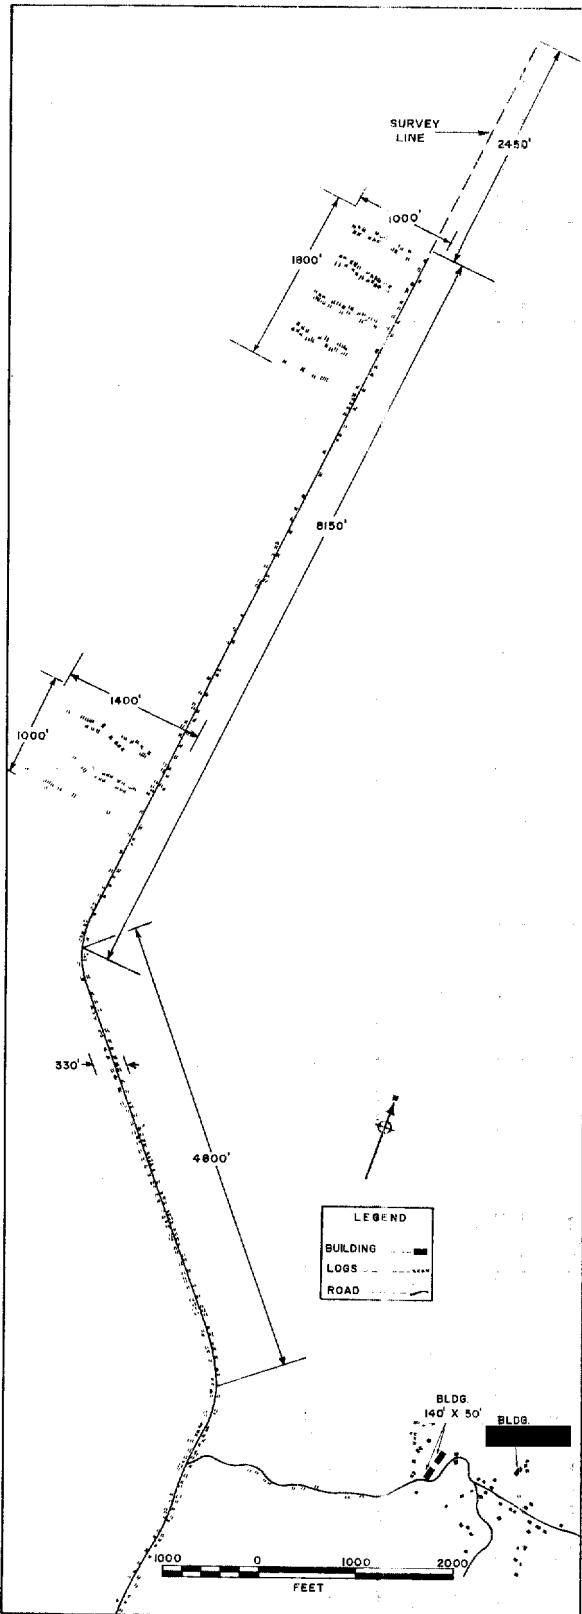 SURVEY
LINE
2450'
1000'
1800'
8150'
1400'
1000'
330'
4800'
LEGEND
BUILDING
LOGS
ROAD
BLDG.
140' X 50'
BLDG.
1000 0 1000 2000
FEET